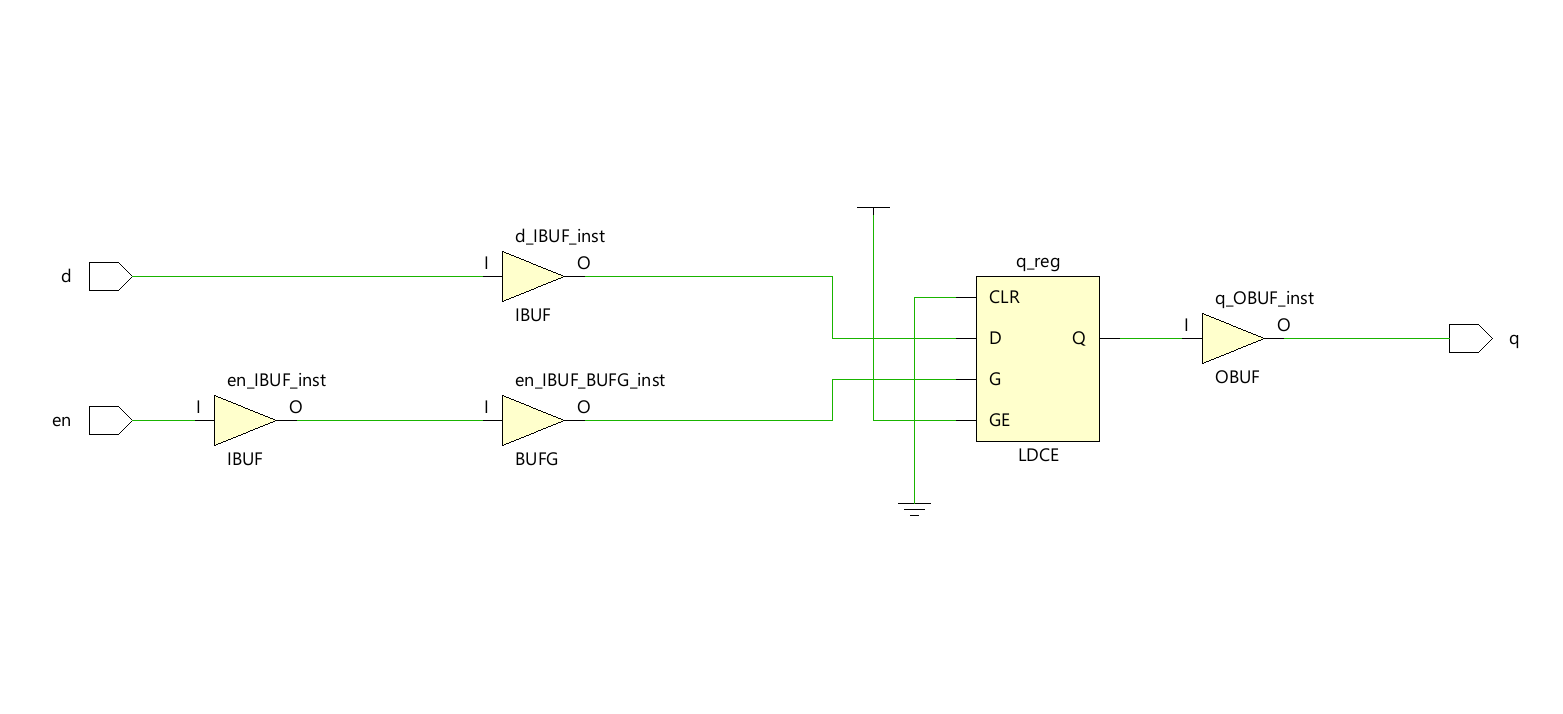 d_IBUF_inst
d
I
O
IBUF
en_IBUF_inst
en
I
O
IBUF
en_IBUF_BUFG_inst
I
O
BUFG
q_reg
CLR
D
Q
G
GE
LDCE
q_OBUF_inst
I
O
OBUF
q